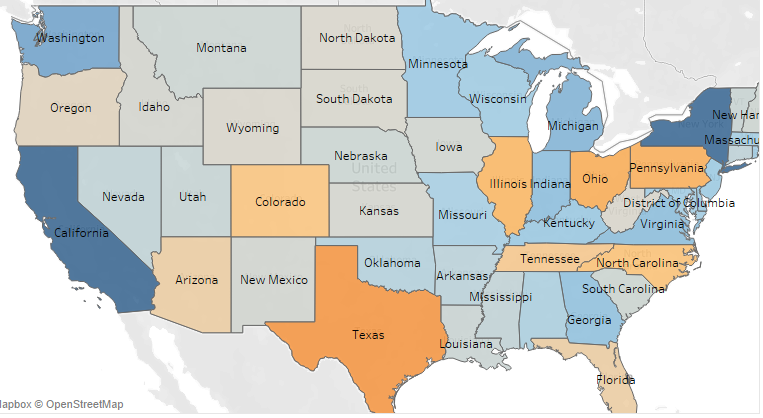 Washington
Montana
North Dakota
Minnesota
Oregon
Idaho
South Dakota
Wisconsin
Michigan
New Har
New York
Wyoming
Massachu
Iowa
Nebraska
United
States
Illinois
Indiana
Ohio
Pennsylvania
Nevada
Utah
Colorado
Kansas
Missouri
Kentucky
District of Columbia
Virginia
California
Arizona
New Mexico
Oklahoma
Arkansas
Tennessee
North Carolina
South Carolina
Mississippi
Georgia
Texas
Louisiana
Florida
lapbox © OpenStreetMap